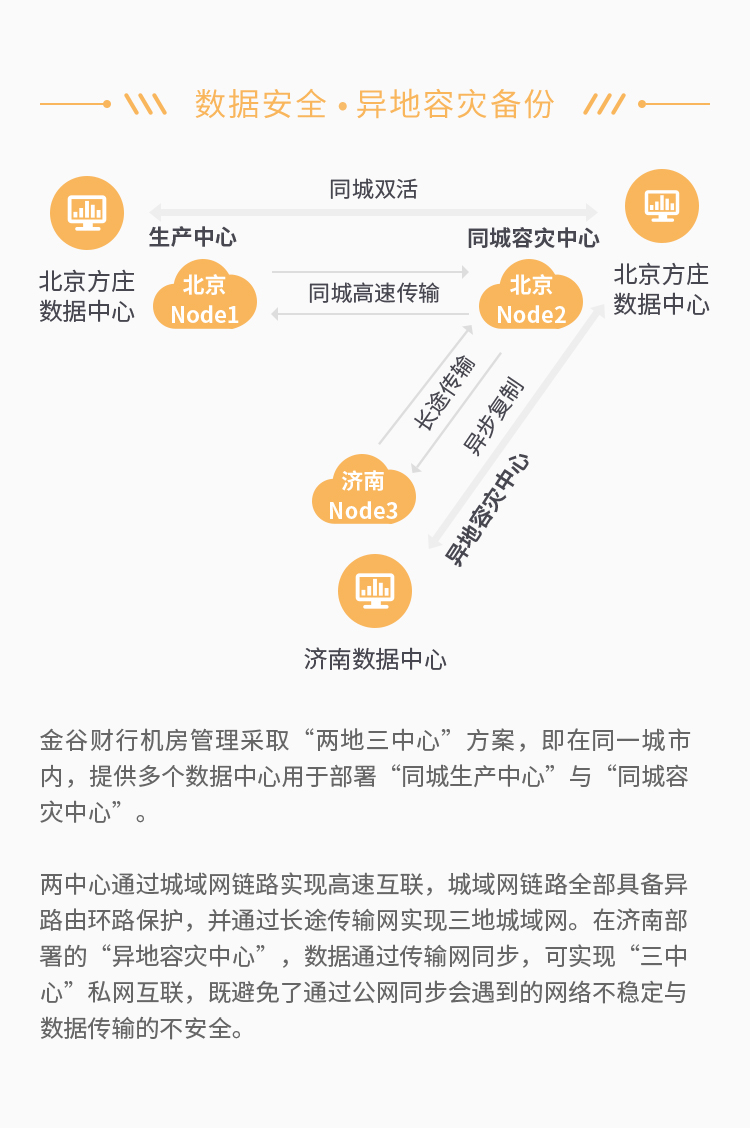 数据安全•异地容灾备份
同城双活
生产中心
同城容灾中心
北京方庄
数据中心
北京
Node1
同城高速传输
北京
Node2
北京方庄
数据中心
长途传输
异步复制
异地容灾中心
济南
Node3
济南数据中心
金谷财行机房管理采取“两地三中心”方案，即在同一城市
内，提供多个数据中心用于部署“同城生产中心”与“同城容
灾中心”。
两中心通过城域网链路实现高速互联，城域网链路全部具备异
路由环路保护，并通过长途传输网实现三地城域网。在济南部
署的“异地容灾中心”，数据通过传输网同步，可实现“三中
心”私网互联，既避免了通过公网同步会遇到的网络不稳定与
数据传输的不安全。